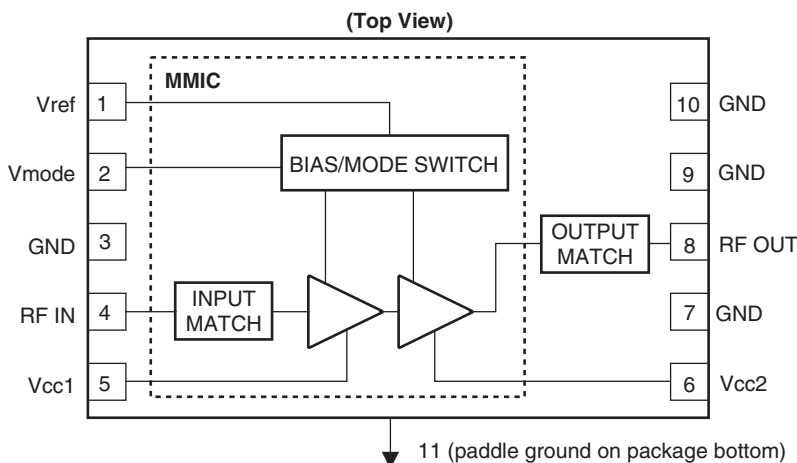 (Top View)
MMIC
Vref 1
10 GND
BIAS/MODE SWITCH
Vmode 2
9 GND
GND 3
OUTPUT
MATCH
8 RF OUT
RF IN 4
INPUT
MATCH
7 GND
Vcc1 5
6 Vcc2
11 (paddle ground on package bottom)